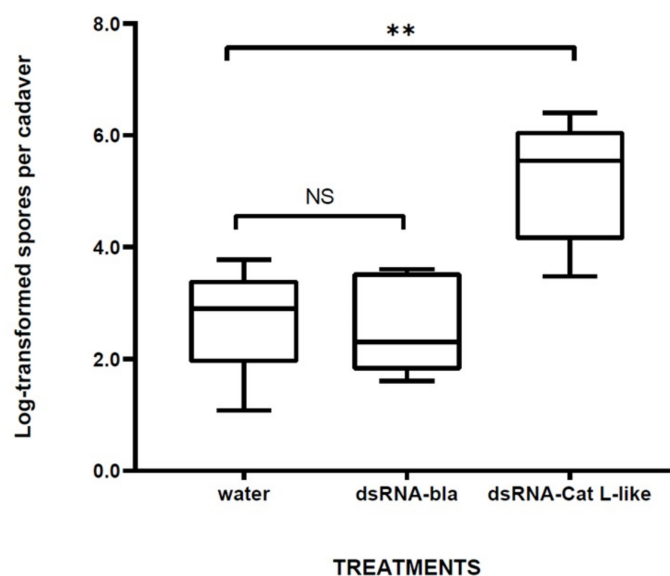 Log-transformed spores per cadaver
8.0
6.0
4.0
2.0
0.0
**
NS
water dsRNA-bla dsRNA-Cat L-like
TREATMENTS